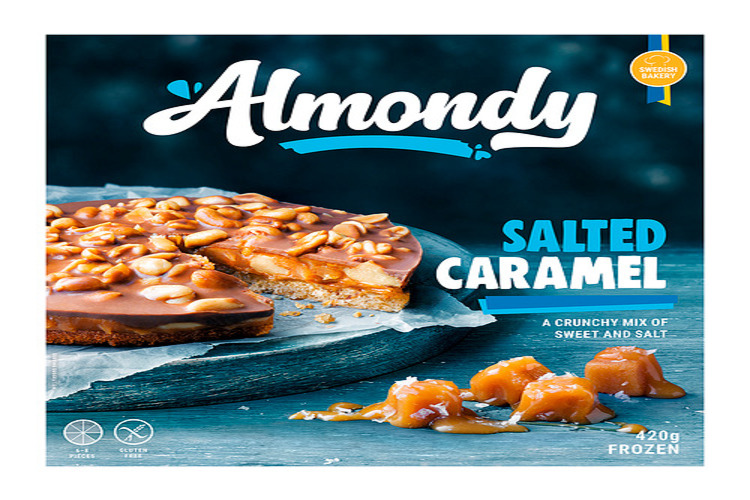 SWEDISH
BAKERY
Almondy
SALTED
CARAMEL
A CRUNCHY MIX OF
SWEET AND SALT
6-8
PIECES
GLUTEN
FREE
420g
FROZEN